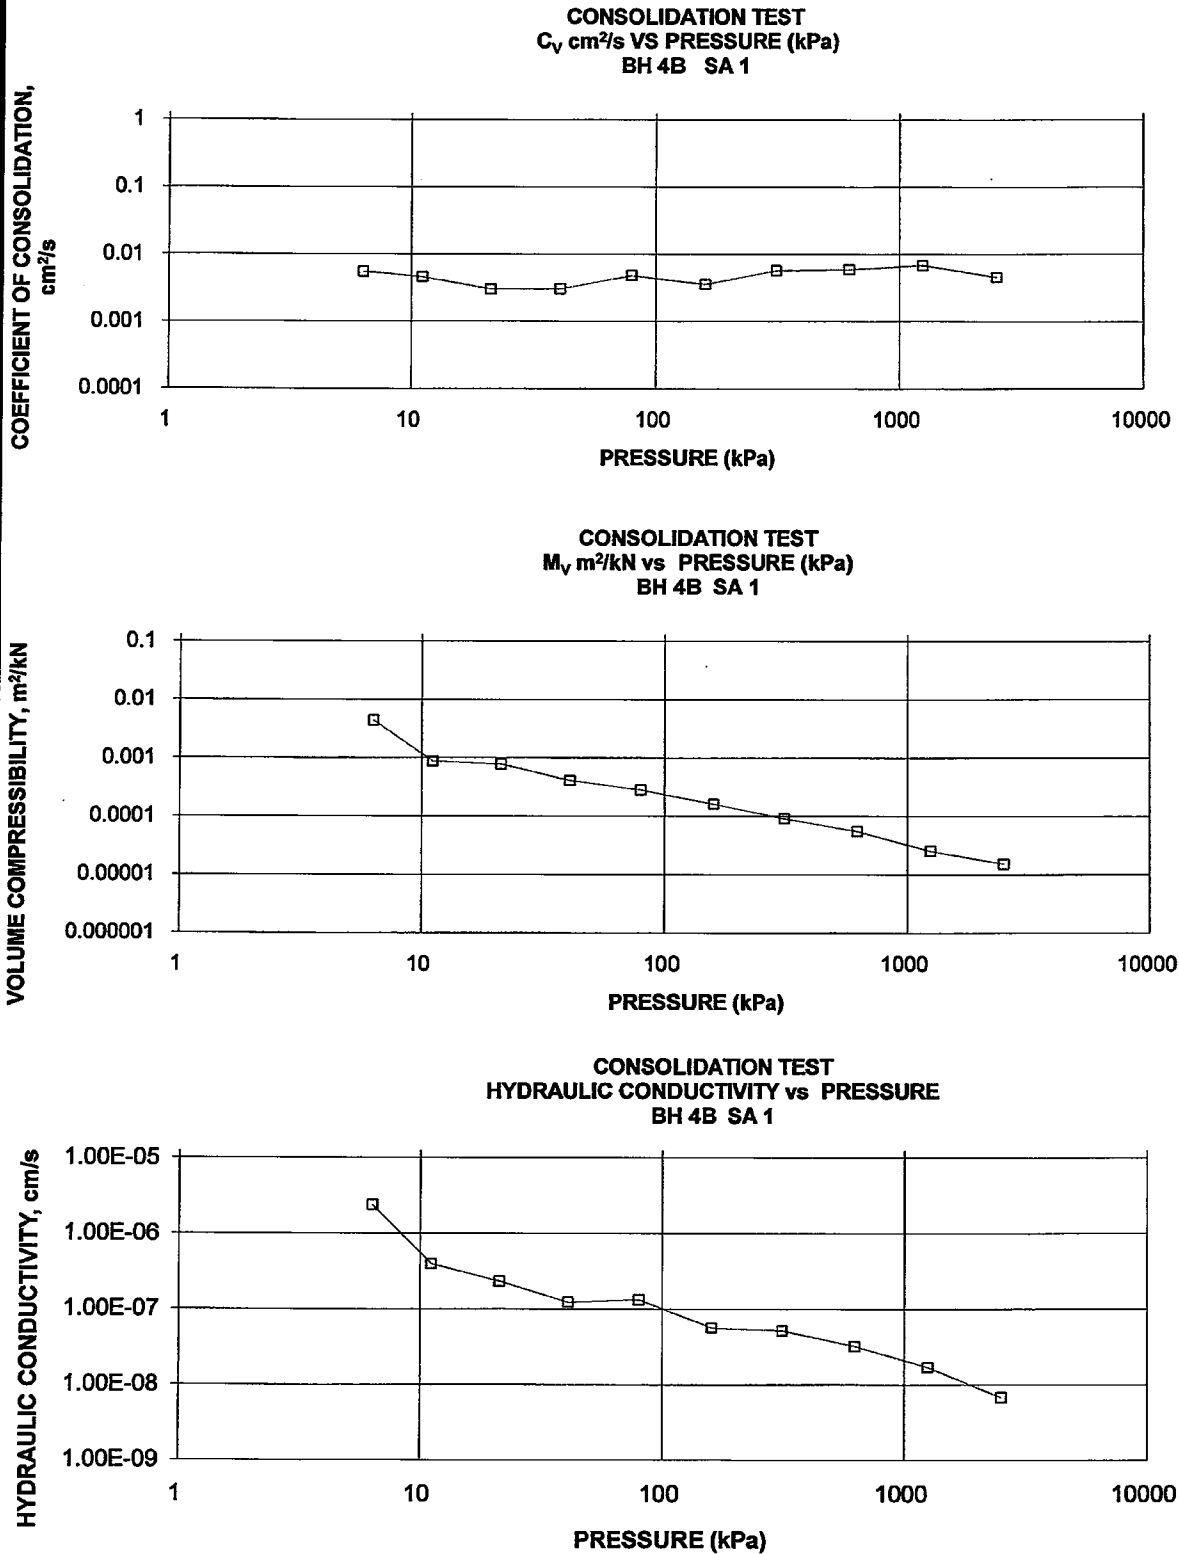 CONSOLIDATION TEST
Cv cm²/s VS PRESSURE (kPa)
BH 4B SA 1
COEFFICIENT OF CONSOLIDATION,
cm²/s
1
0.1
0.01
0.001
0.0001
1 10 100 1000 10000
PRESSURE (kPa)
CONSOLIDATION TEST
Mv m²/kN vs PRESSURE (kPa)
BH 4B SA 1
VOLUME COMPRESSIBILITY, m²/kN
0.1
0.01
0.001
0.0001
0.00001
0.000001
1 10 100 1000 10000
PRESSURE (kPa)
CONSOLIDATION TEST
HYDRAULIC CONDUCTIVITY vs PRESSURE
BH 4B SA 1
HYDRAULIC CONDUCTIVITY, cm/s
1.00E-05
1.00E-06
1.00E-07
1.00E-08
1.00E-09
1 10 100 1000 10000
PRESSURE (kPa)